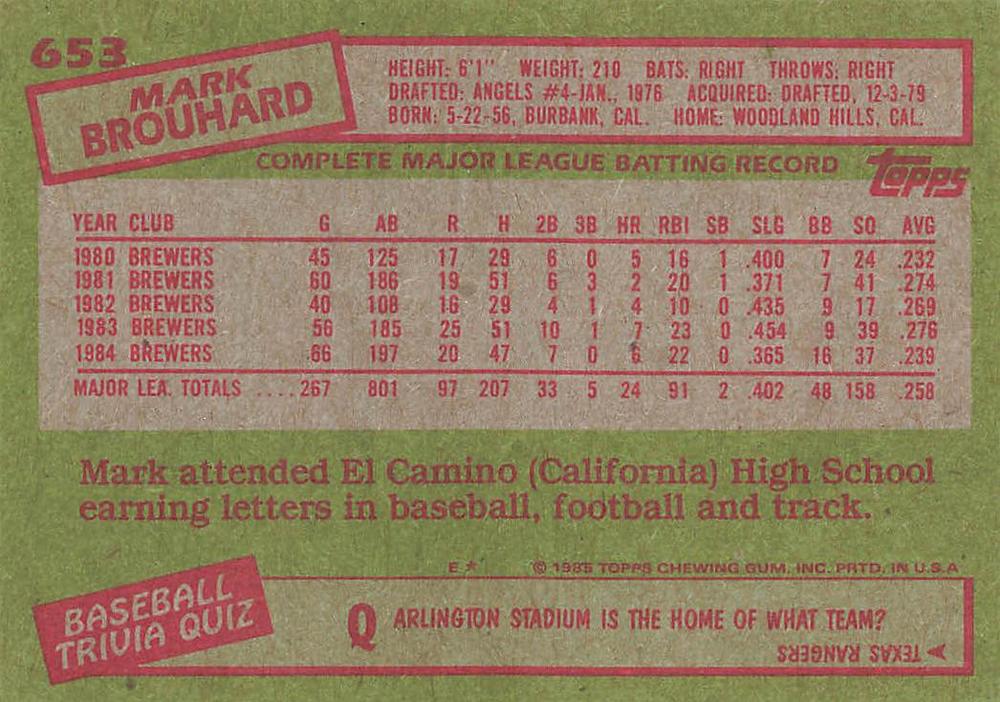 653
MARK
BROUHARD
HEIGHT: 6'1" WEIGHT: 210 BATS: RIGHT THROWS: RIGHT
DRAFTED: ANGELS #4-JAN., 1976 ACQUIRED: DRAFTED, 12-3-79
BORN: 5-22-56, BURBANK, CAL. HOME: WOODLAND HILLS, CAL.
COMPLETE MAJOR LEAGUE BATTING RECORD
topps
YEAR CLUB G AB R H 2B 3B HR RBI SB SLG BB SO AVG
1980 BREWERS 45 125 17 29 6 0 5 16 1 .400 7 24 .232
1981 BREWERS 60 186 19 51 6 3 2 20 1 .371 7 41 .274
1982 BREWERS 40 108 16 29 4 1 4 10 0 .435 9 17 .269
1983 BREWERS 56 185 25 51 10 1 7 23 0 .454 9 39 .276
1984 BREWERS 66 197 20 47 7 0 6 22 0 .365 16 37 .239
MAJOR LEA. TOTALS ....267 801 97 207 33 5 24 91 2 .402 48 158 .258
Mark attended El Camino (California) High School
earning letters in baseball, football and track.
E* © 1985 TOPPS CHEWING GUM, INC. PRTD. IN U.S.A
BASEBALL
TRIVIA QUIZ
Q ARLINGTON STADIUM IS THE HOME OF WHAT TEAM?
A TEXAS RANGERS